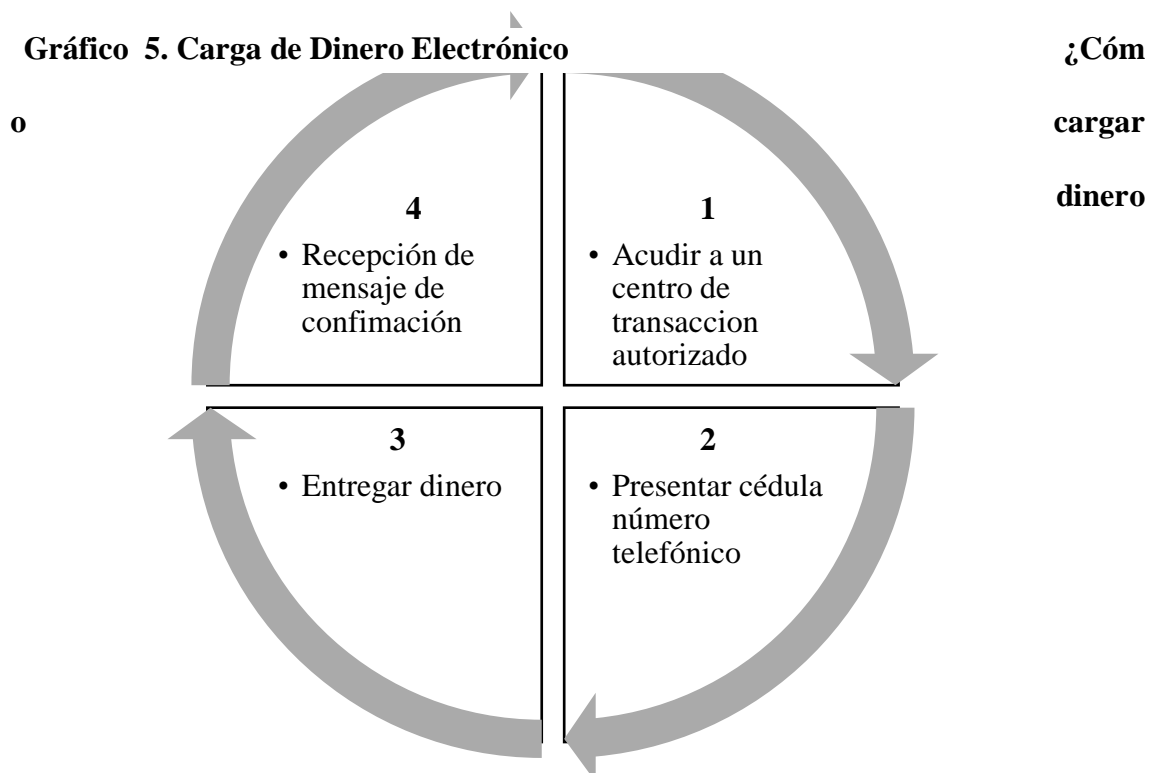 Gráfico 5. Carga de Dinero Electrónico ¿Cóm
o cargar
dinero
4
• Recepción de
mensaje de
confimación
1
• Acudir a un
centro de
transaccion
autorizado
3
• Entregar dinero
2
• Presentar cédula
número
telefónico